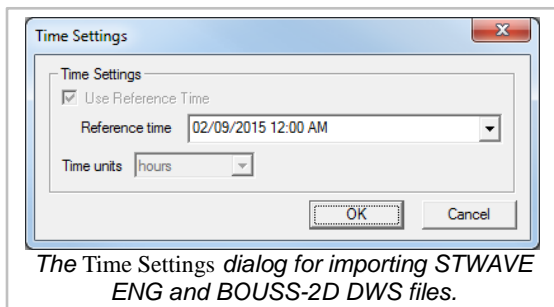 Time Settings
Time Settings
Use Reference Time
Reference time 02/09/2015 12:00 AM
Time units hours
OK Cancel
The Time Settings dialog for importing STWAVE
ENG and BOUSS-2D DWS files.